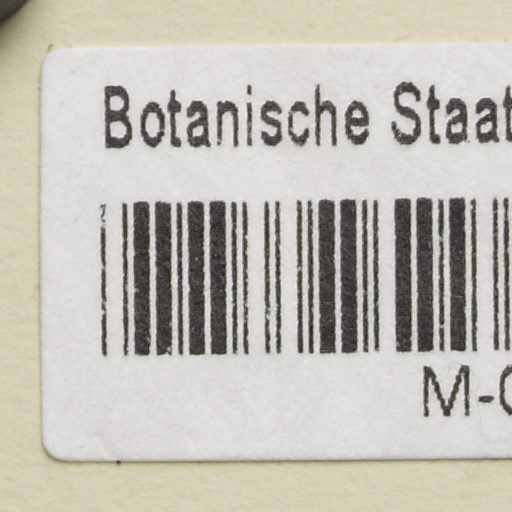 Botanische Staat
M-